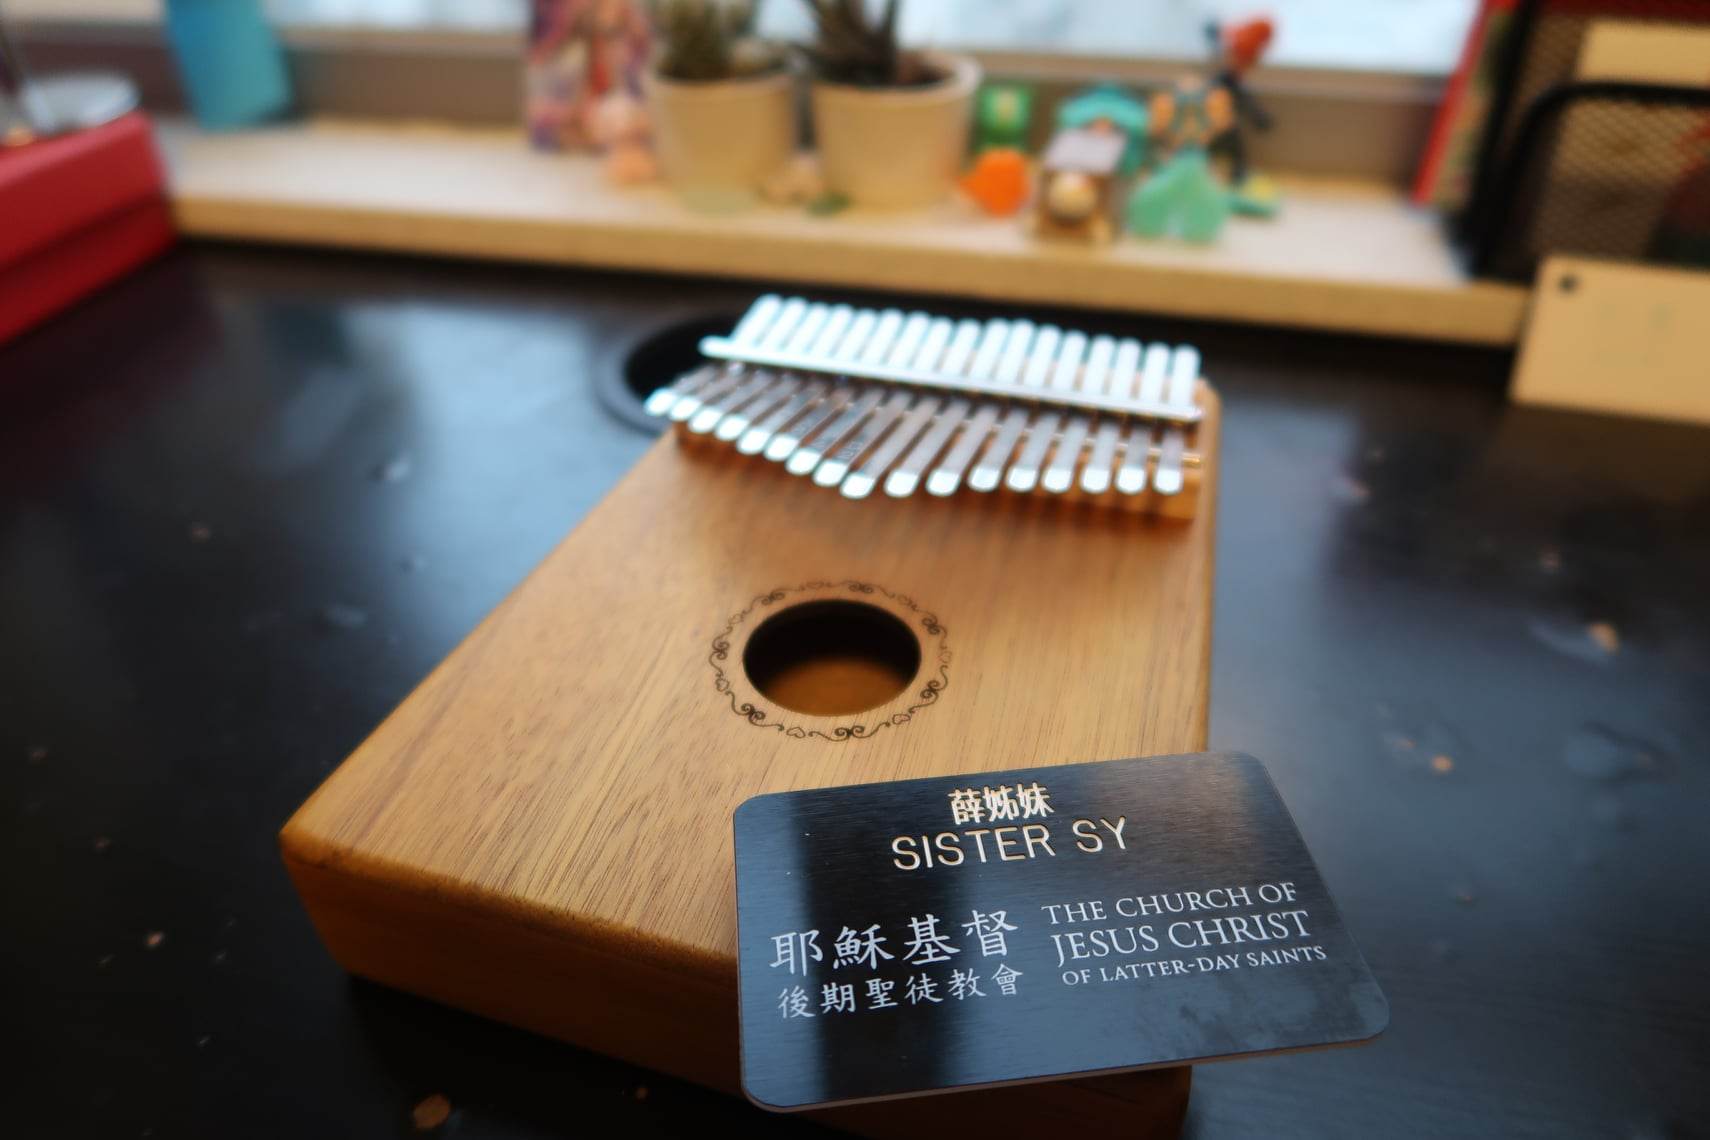 薛姊妹
SISTER SY
耶穌基督
後期聖徒教會
THE CHURCH OF
JESUS CHRIST
OF LATTER-DAY SAINTS